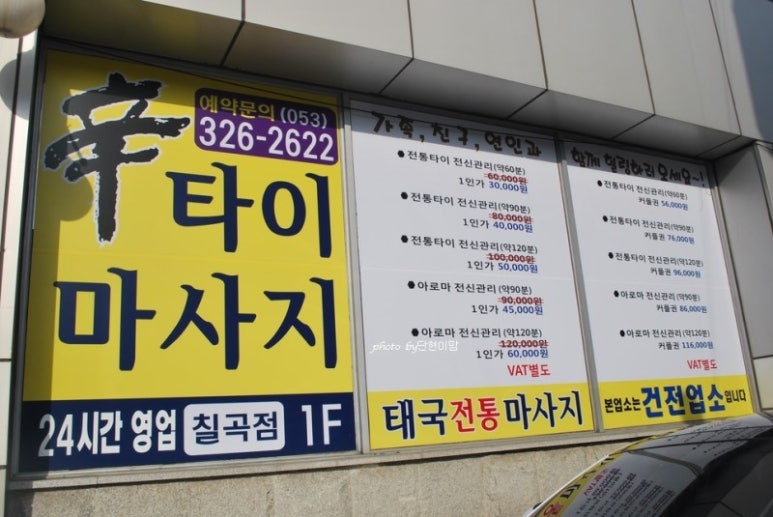 예약문의 (053)
326-2622
辛
타이
마사지
24시간 영업 칠곡점 1F
가족, 친구, 연인과
● 전통타이 전신관리(약60분)
60,000원
1인가 30,000원
● 전통타이 전신관리(약90분)
80,000원
1인가 40,000원
● 전통타이 전신관리(약120분)
100,000원
1인가 50,000원
● 아로마 전신관리(약90분)
90,000원
1인가 45,000원
● 아로마 전신관리(약120분)
120,000원
1인가 60,000원
VAT별도
태국전통마사지
함께 힐링하러 오세요~!
● 전통타이 전신관리(약60분)
커플권 56,000원
● 전통타이 전신관리(약90분)
커플권 76,000원
● 전통타이 전신관리(약120분)
커플권 96,000원
● 아로마 전신관리(약90분)
커플권 86,000원
● 아로마 전신관리(약120분)
커플권 116,000원
VAT별도
본업소는 건전업소입니다
photo by단현이맘